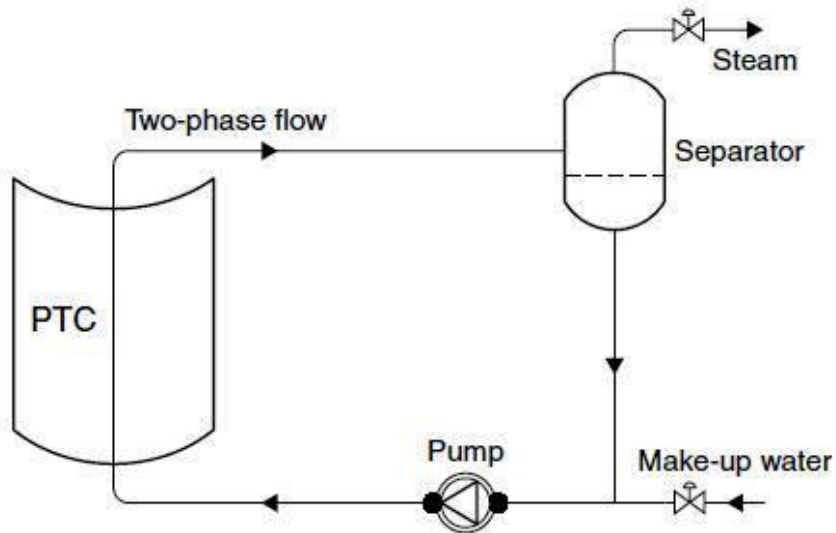 Steam
Two-phase flow
Separator
PTC
Pump
Make-up water